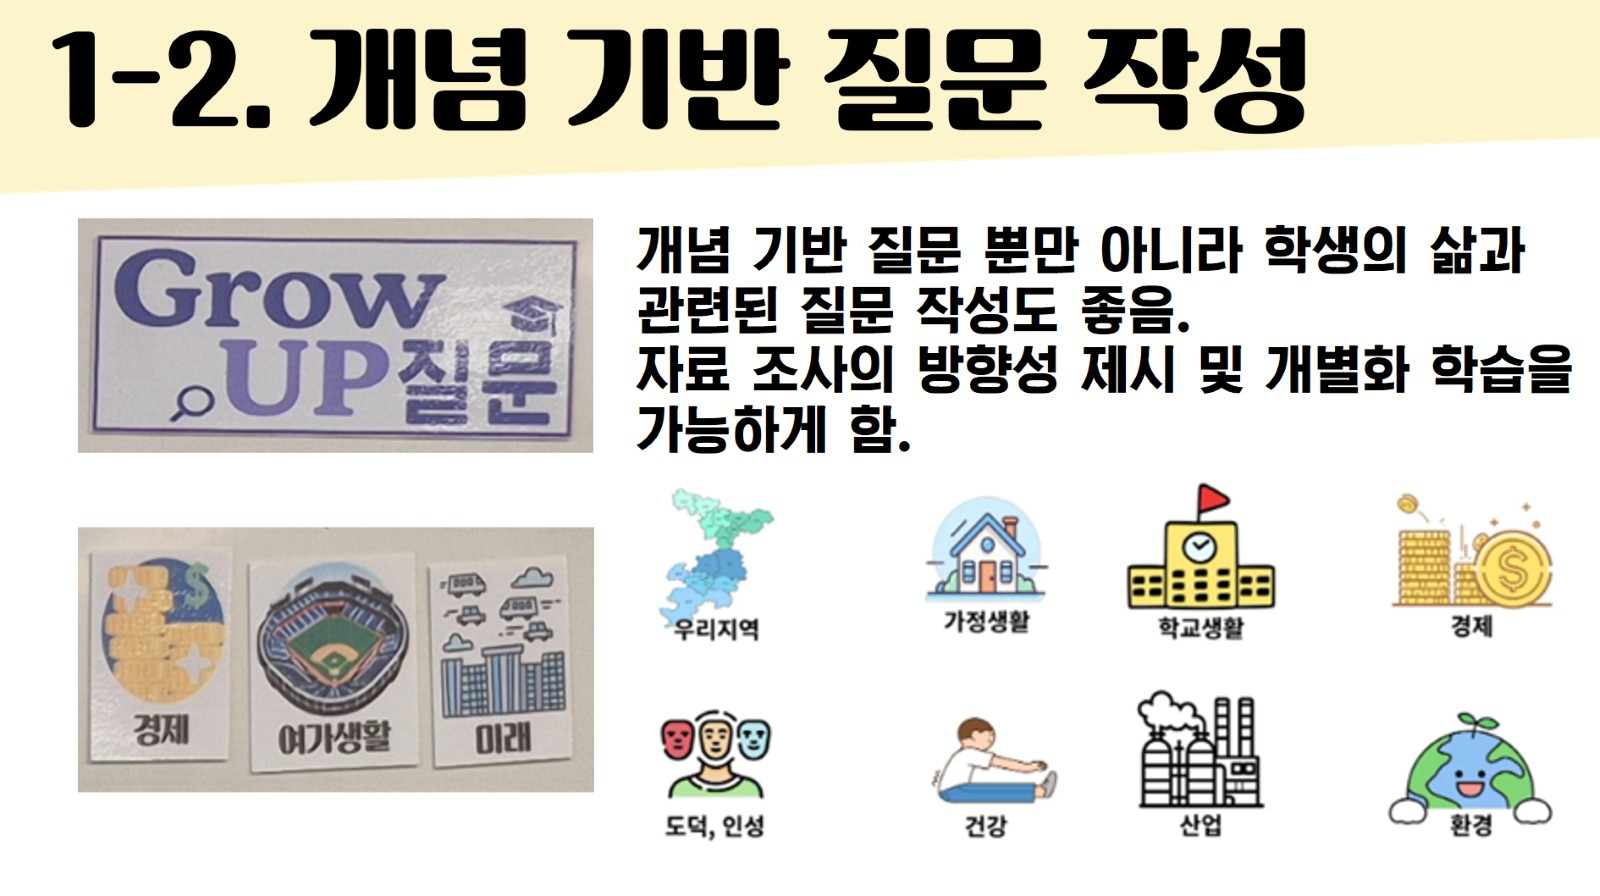 1-2. 개념 기반 질문 작성
Grow
UP질문
개념 기반 질문 뿐만 아니라 학생의 삶과
관련된 질문 작성도 좋음.
자료 조사의 방향성 제시 및 개별화 학습을
가능하게 함.
경제
여가생활
미래
우리지역
가정생활
학교생활
경제
도덕, 인성
건강
산업
환경